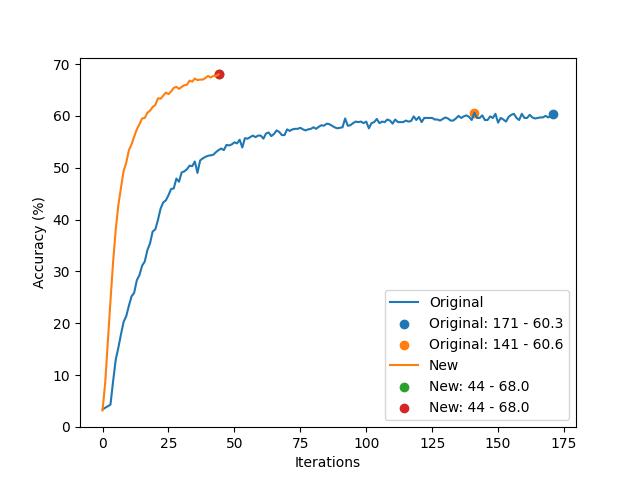 70
60
50
40
30
20
10
0
Accuracy (%)
Original
Original: 171 - 60.3
Original: 141 - 60.6
New
New: 44 - 68.0
New: 44 - 68.0
0 25 50 75 100 125 150 175
Iterations